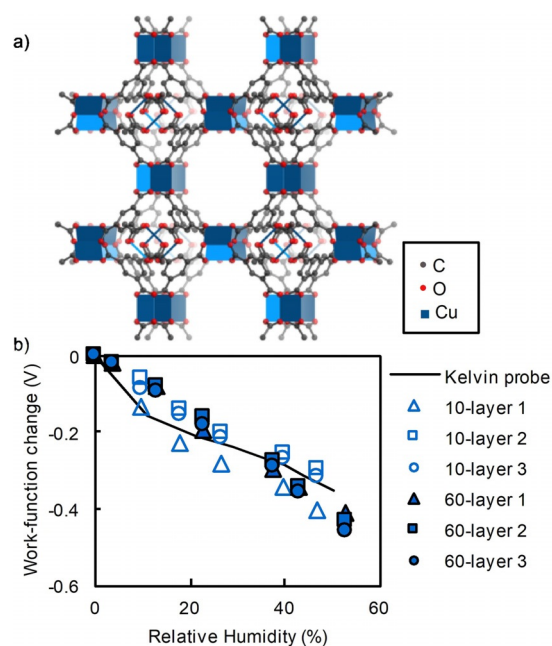 a)
C
O
Cu
b)
Work-function change (V)
0
-0.2
-0.4
-0.6
0
20
40
60
Relative Humidity (%)
Kelvin probe
10-layer 1
10-layer 2
10-layer 3
60-layer 1
60-layer 2
60-layer 3